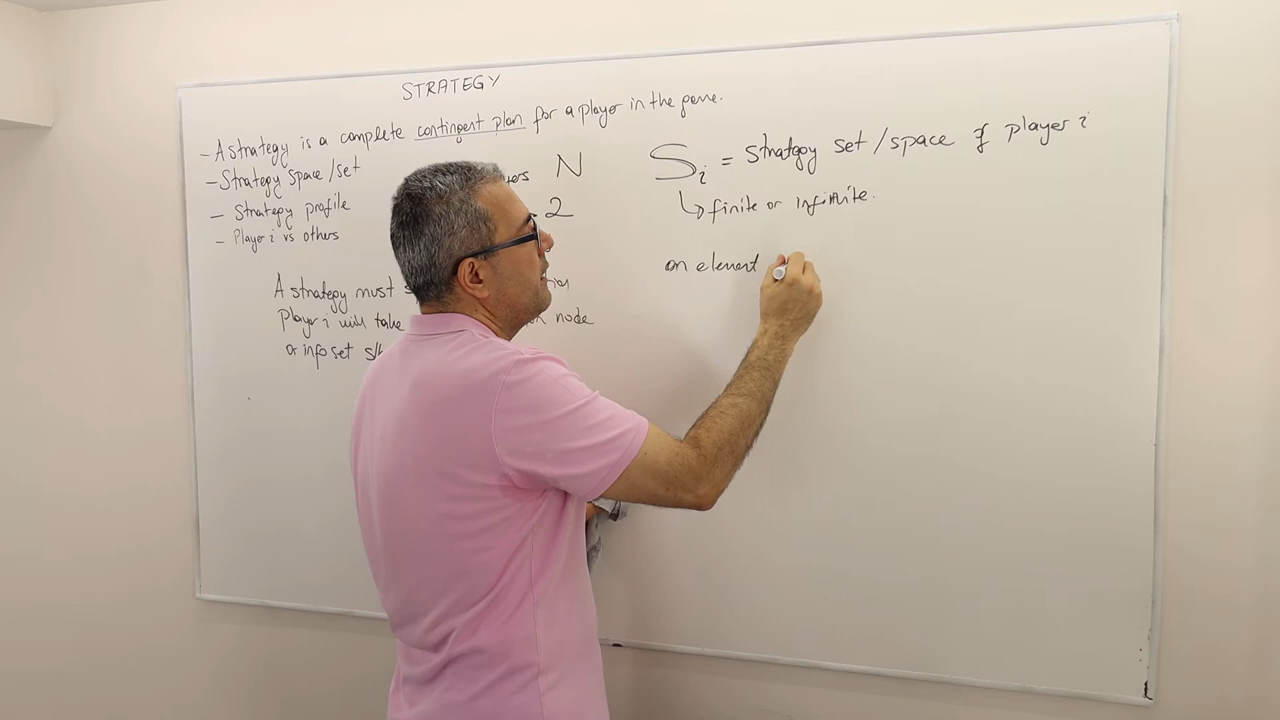 STRATEGY
- A strategy is a complete contingent plan for a player in the game.
- Strategy Space/set
- Strategy profile
- Player i vs others
N
2
A strategy must
player i will take node
or info set
Si = strategy set/space of player i
↳ finite or infinite.
an element